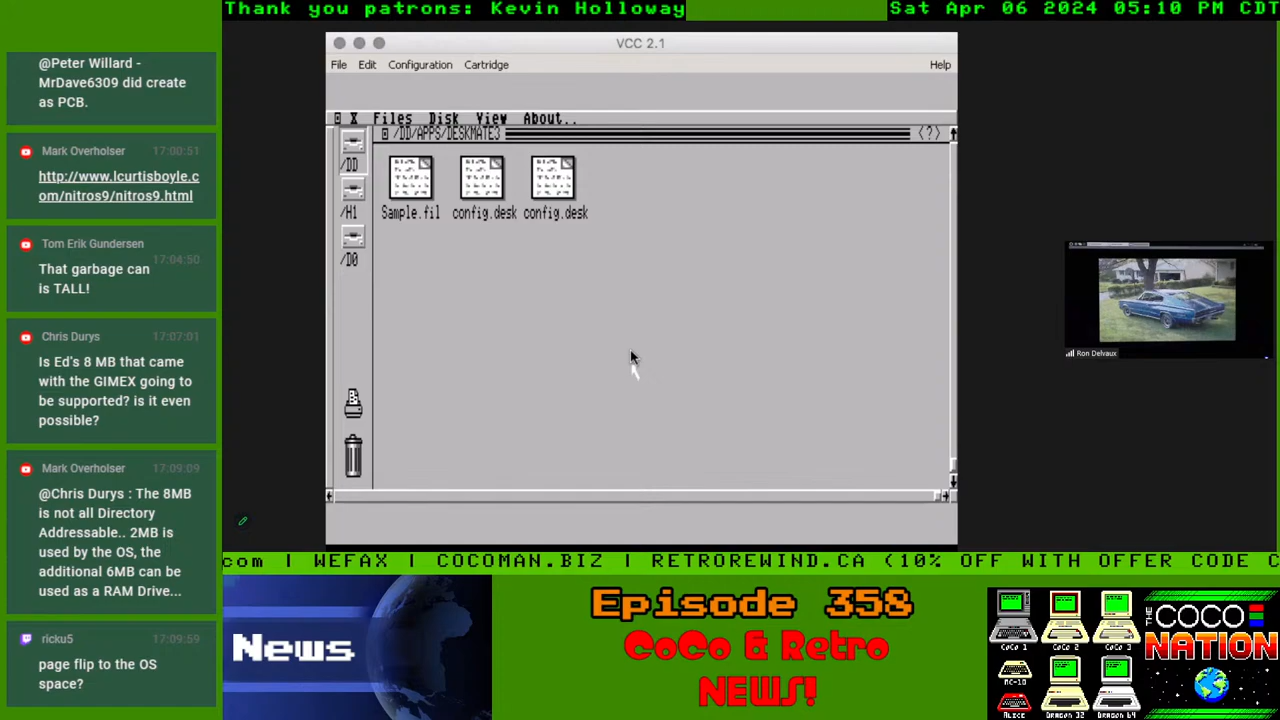 Thank you patrons: Kevin Holloway
Sat Apr 06 2024 05:10 PM CDT
@Peter Willard -
MrDave6309 did create
as PCB.
Mark Overholser 17:00:51
http://www.lcurtisboyle.c
om/nitros9/nitros9.html
Tom Erik Gundersen 17:04:50
That garbage can
is TALL!
Chris Durys 17:07:01
Is Ed's 8 MB that came
with the GIMEX going to
be supported? is it even
possible?
Mark Overholser 17:09:09
@Chris Durys : The 8MB
is not all Directory
Addressable.. 2MB is
used by the OS, the
additional 6MB can be
used as a RAM Drive...
ricku5 17:09:59
page flip to the OS
space?
VCC 2.1
File Edit Configuration Cartridge Help
X Files Disk View About..
/DD/APPS/DESKMATE3 (?)
/DD
/H1
/D0
Sample.fil config.desk config.desk
Ron Delvaux
com | WEFAX | COCOMAN.BIZ | RETROREWIND.CA (10% OFF WITH OFFER CODE C
News
Episode 358
CoCo & Retro
NEWS!
CoCo 1 CoCo 2 CoCo 3
MC-10
ALICE DRAGON 32 DRAGON 64
THE COCO
NATION